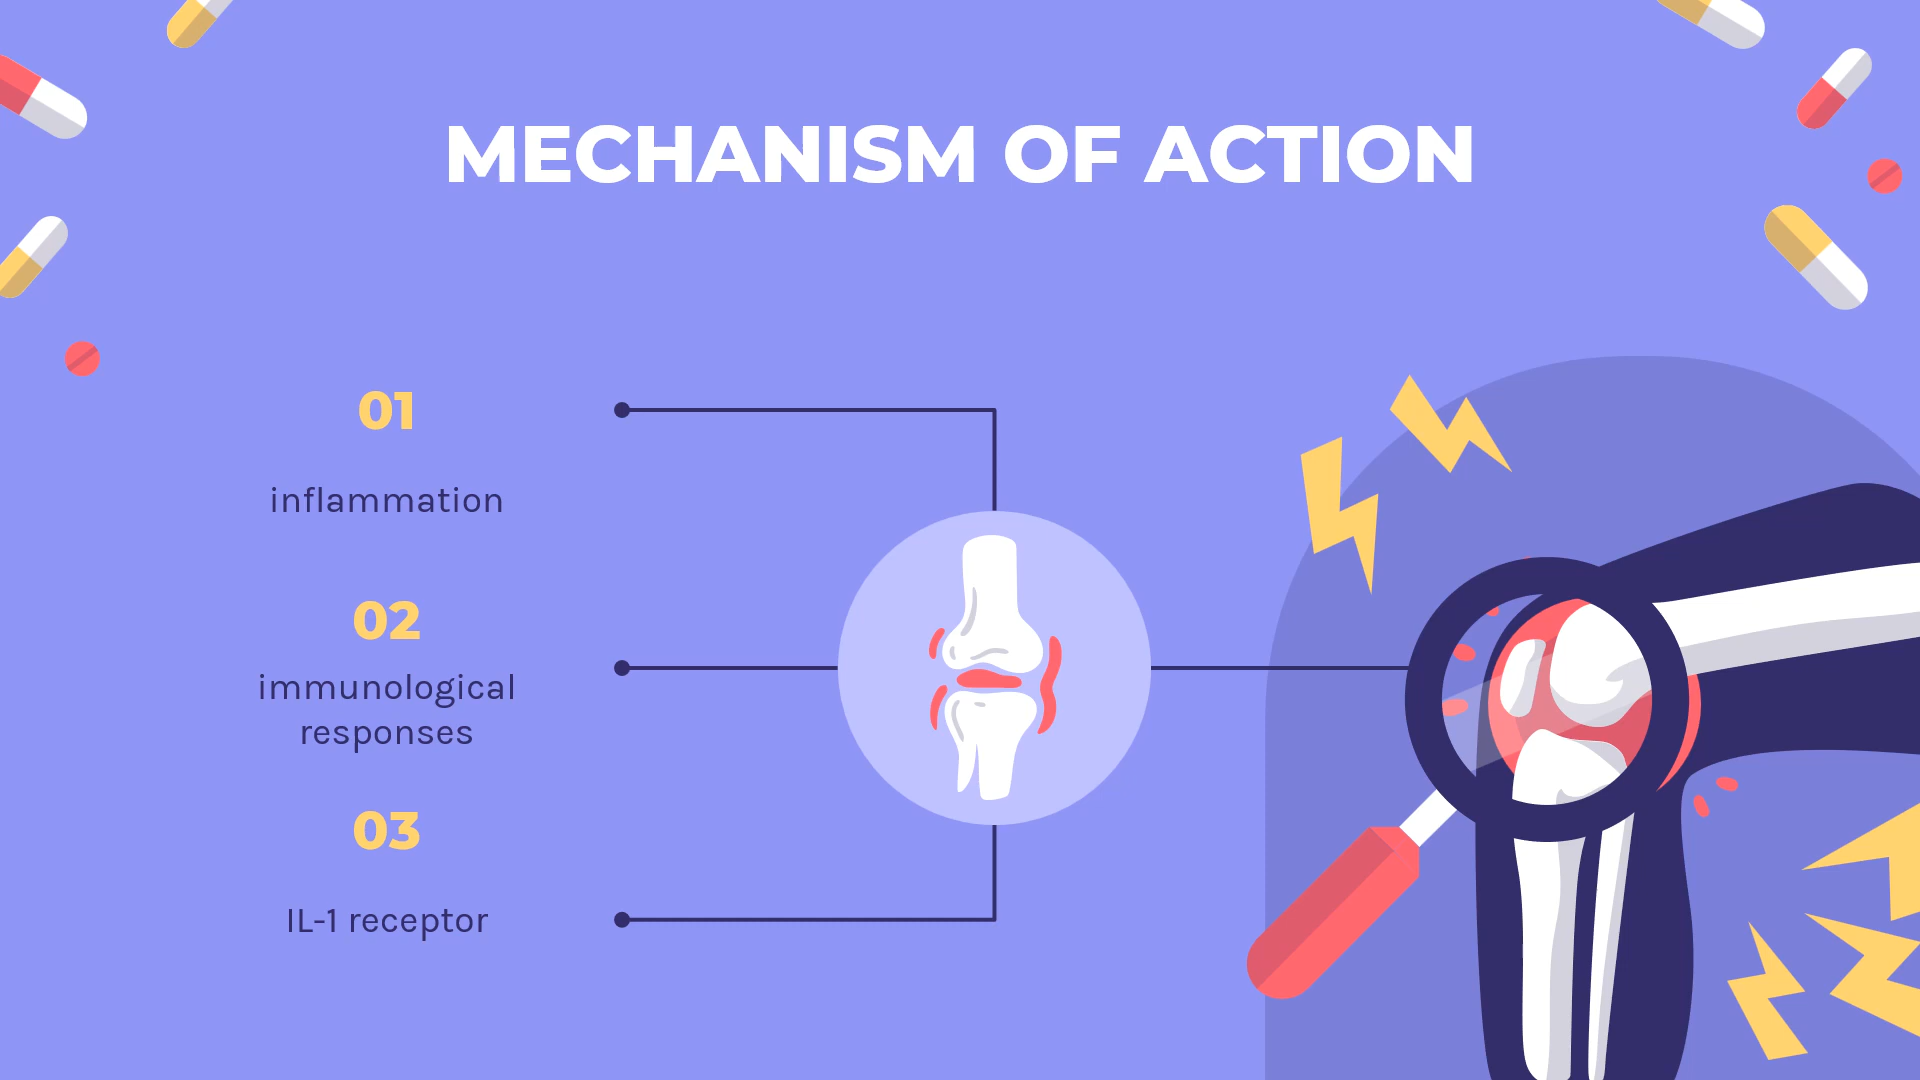 MECHANISM OF ACTION
01
inflammation
02
immunological
responses
03
IL-1 receptor